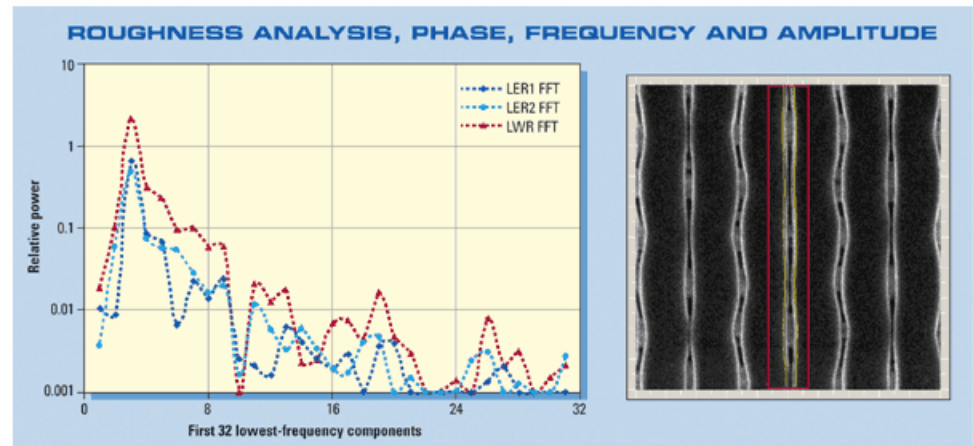 ROUGHNESS ANALYSIS, PHASE, FREQUENCY AND AMPLITUDE
10
1
0.1
0.01
0.001
Relative power
LER1 FFT
LER2 FFT
LWR FFT
0 8 16 24 32
First 32 lowest-frequency components